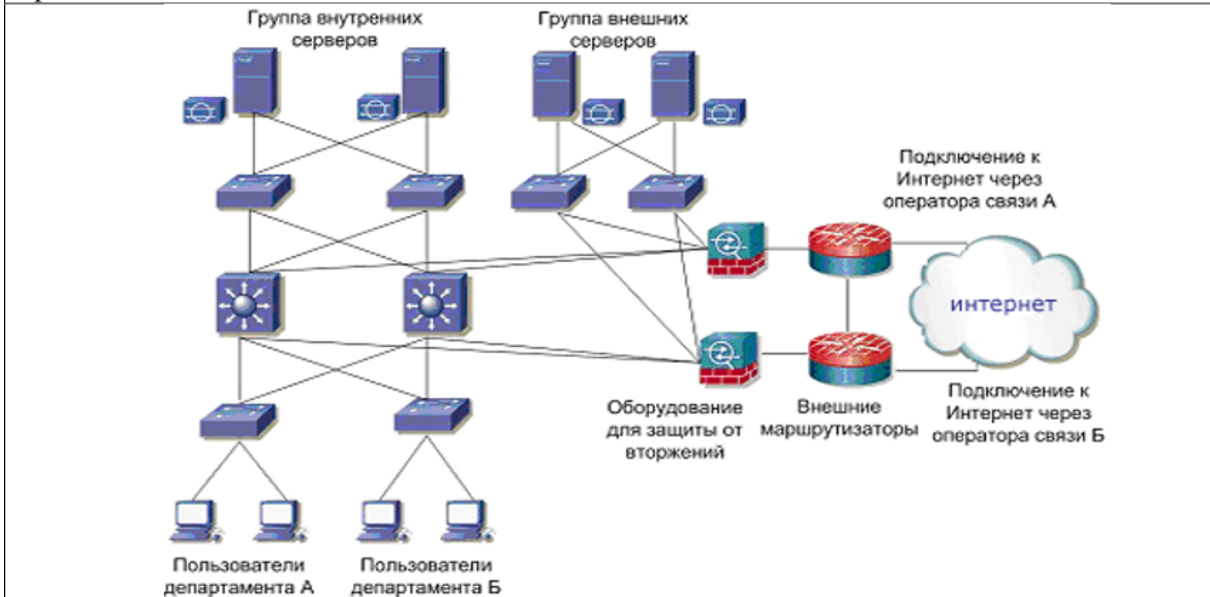 Группа внутренних
серверов
Группа внешних
серверов
Подключение к
Интернет через
оператора связи А
интернет
Подключение к
Интернет через
оператора связи Б
Оборудование
для защиты от
вторжений
Внешние
маршрутизаторы
Пользователи
департамента А
Пользователи
департамента Б